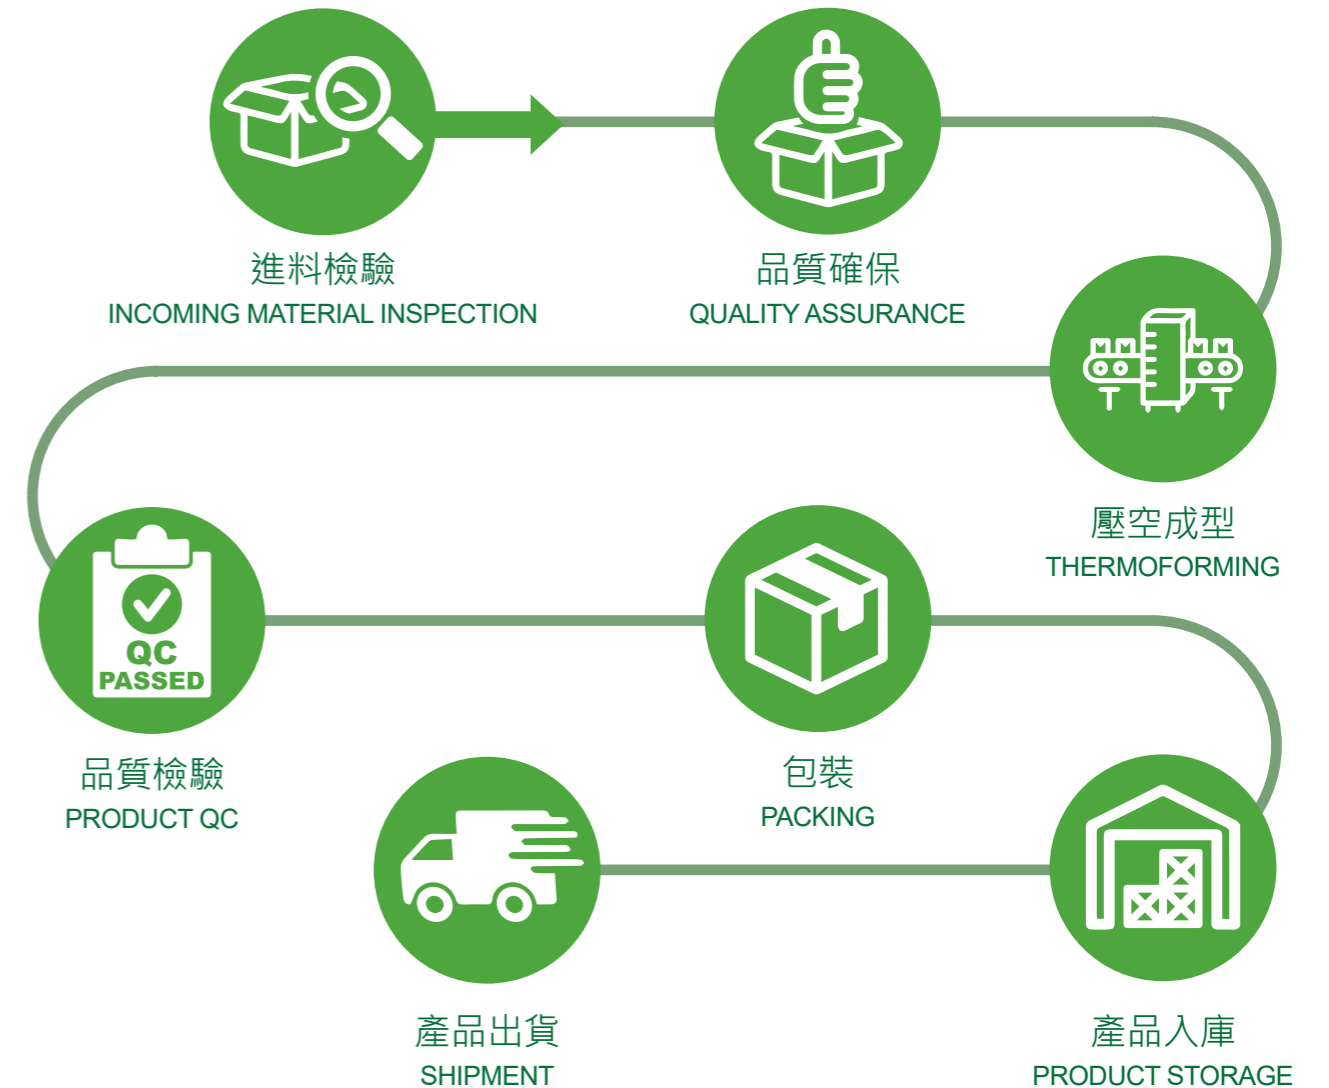 進料檢驗
INCOMING MATERIAL INSPECTION
品質確保
QUALITY ASSURANCE
壓空成型
THERMOFORMING
QC
PASSED
品質檢驗
PRODUCT QC
包裝
PACKING
產品入庫
PRODUCT STORAGE
產品出貨
SHIPMENT